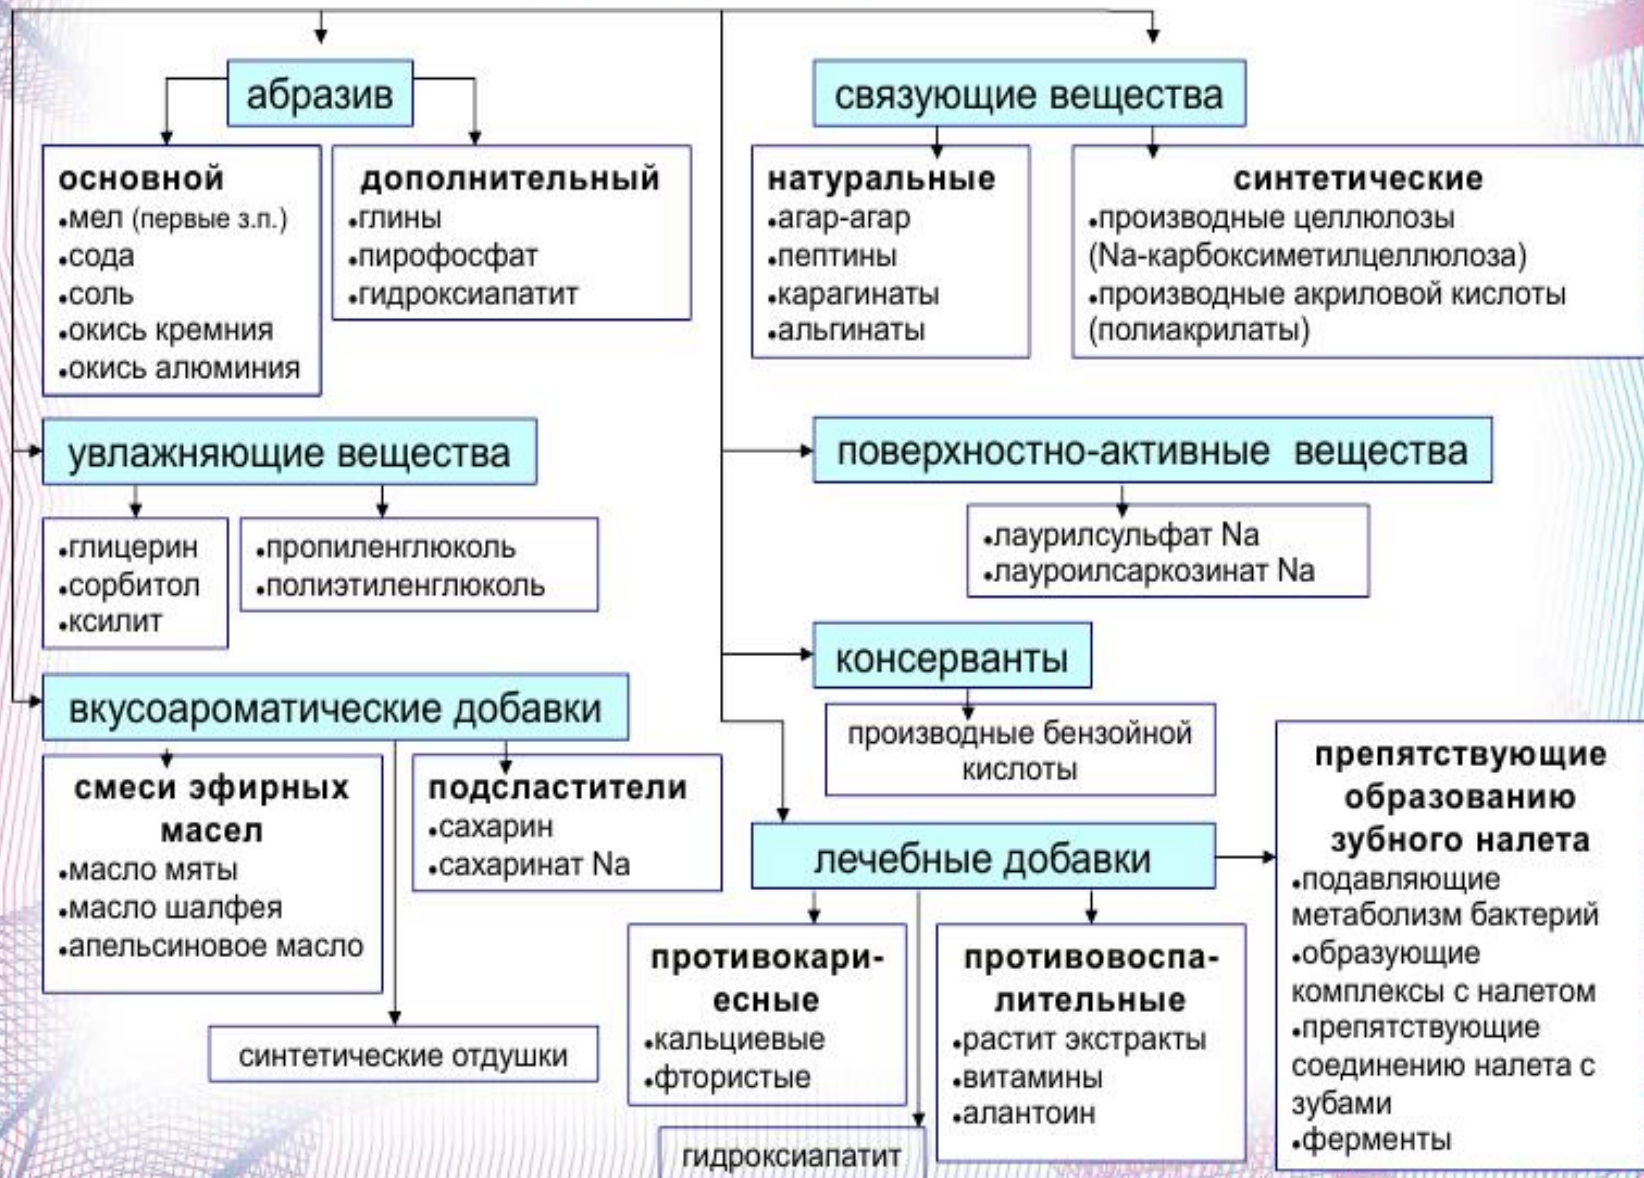 абразив
основной
•мел (первые з.п.)
•сода
•соль
•окись кремния
•окись алюминия
дополнительный
•глины
•пирофосфат
•гидроксиапатит
связующие вещества
натуральные
•агар-агар
•пептины
•карагинаты
•альгинаты
синтетические
•производные целлюлозы
(Na-карбоксиметилцеллюлоза)
•производные акриловой кислоты
(полиакрилаты)
увлажняющие вещества
•глицерин
•сорбитол
•ксилит
•пропиленглюколь
•полиэтиленглюколь
поверхностно-активные вещества
•лаурилсульфат Na
•лауроилсаркозинат Na
консерванты
производные бензойной
кислоты
вкусоароматические добавки
смеси эфирных
масел
•масло мяты
•масло шалфея
•апельсиновое масло
подсластители
•сахарин
•сахаринат Na
синтетические отдушки
лечебные добавки
противокари-
есные
•кальциевые
•фтористые
гидроксиапатит
противовоспа-
лительные
•растит экстракты
•витамины
•алантоин
препятствующие
образованию
зубного налета
•подавляющие
метаболизм бактерий
•образующие
комплексы с налетом
•препятствующие
соединению налета с
зубами
•ферменты